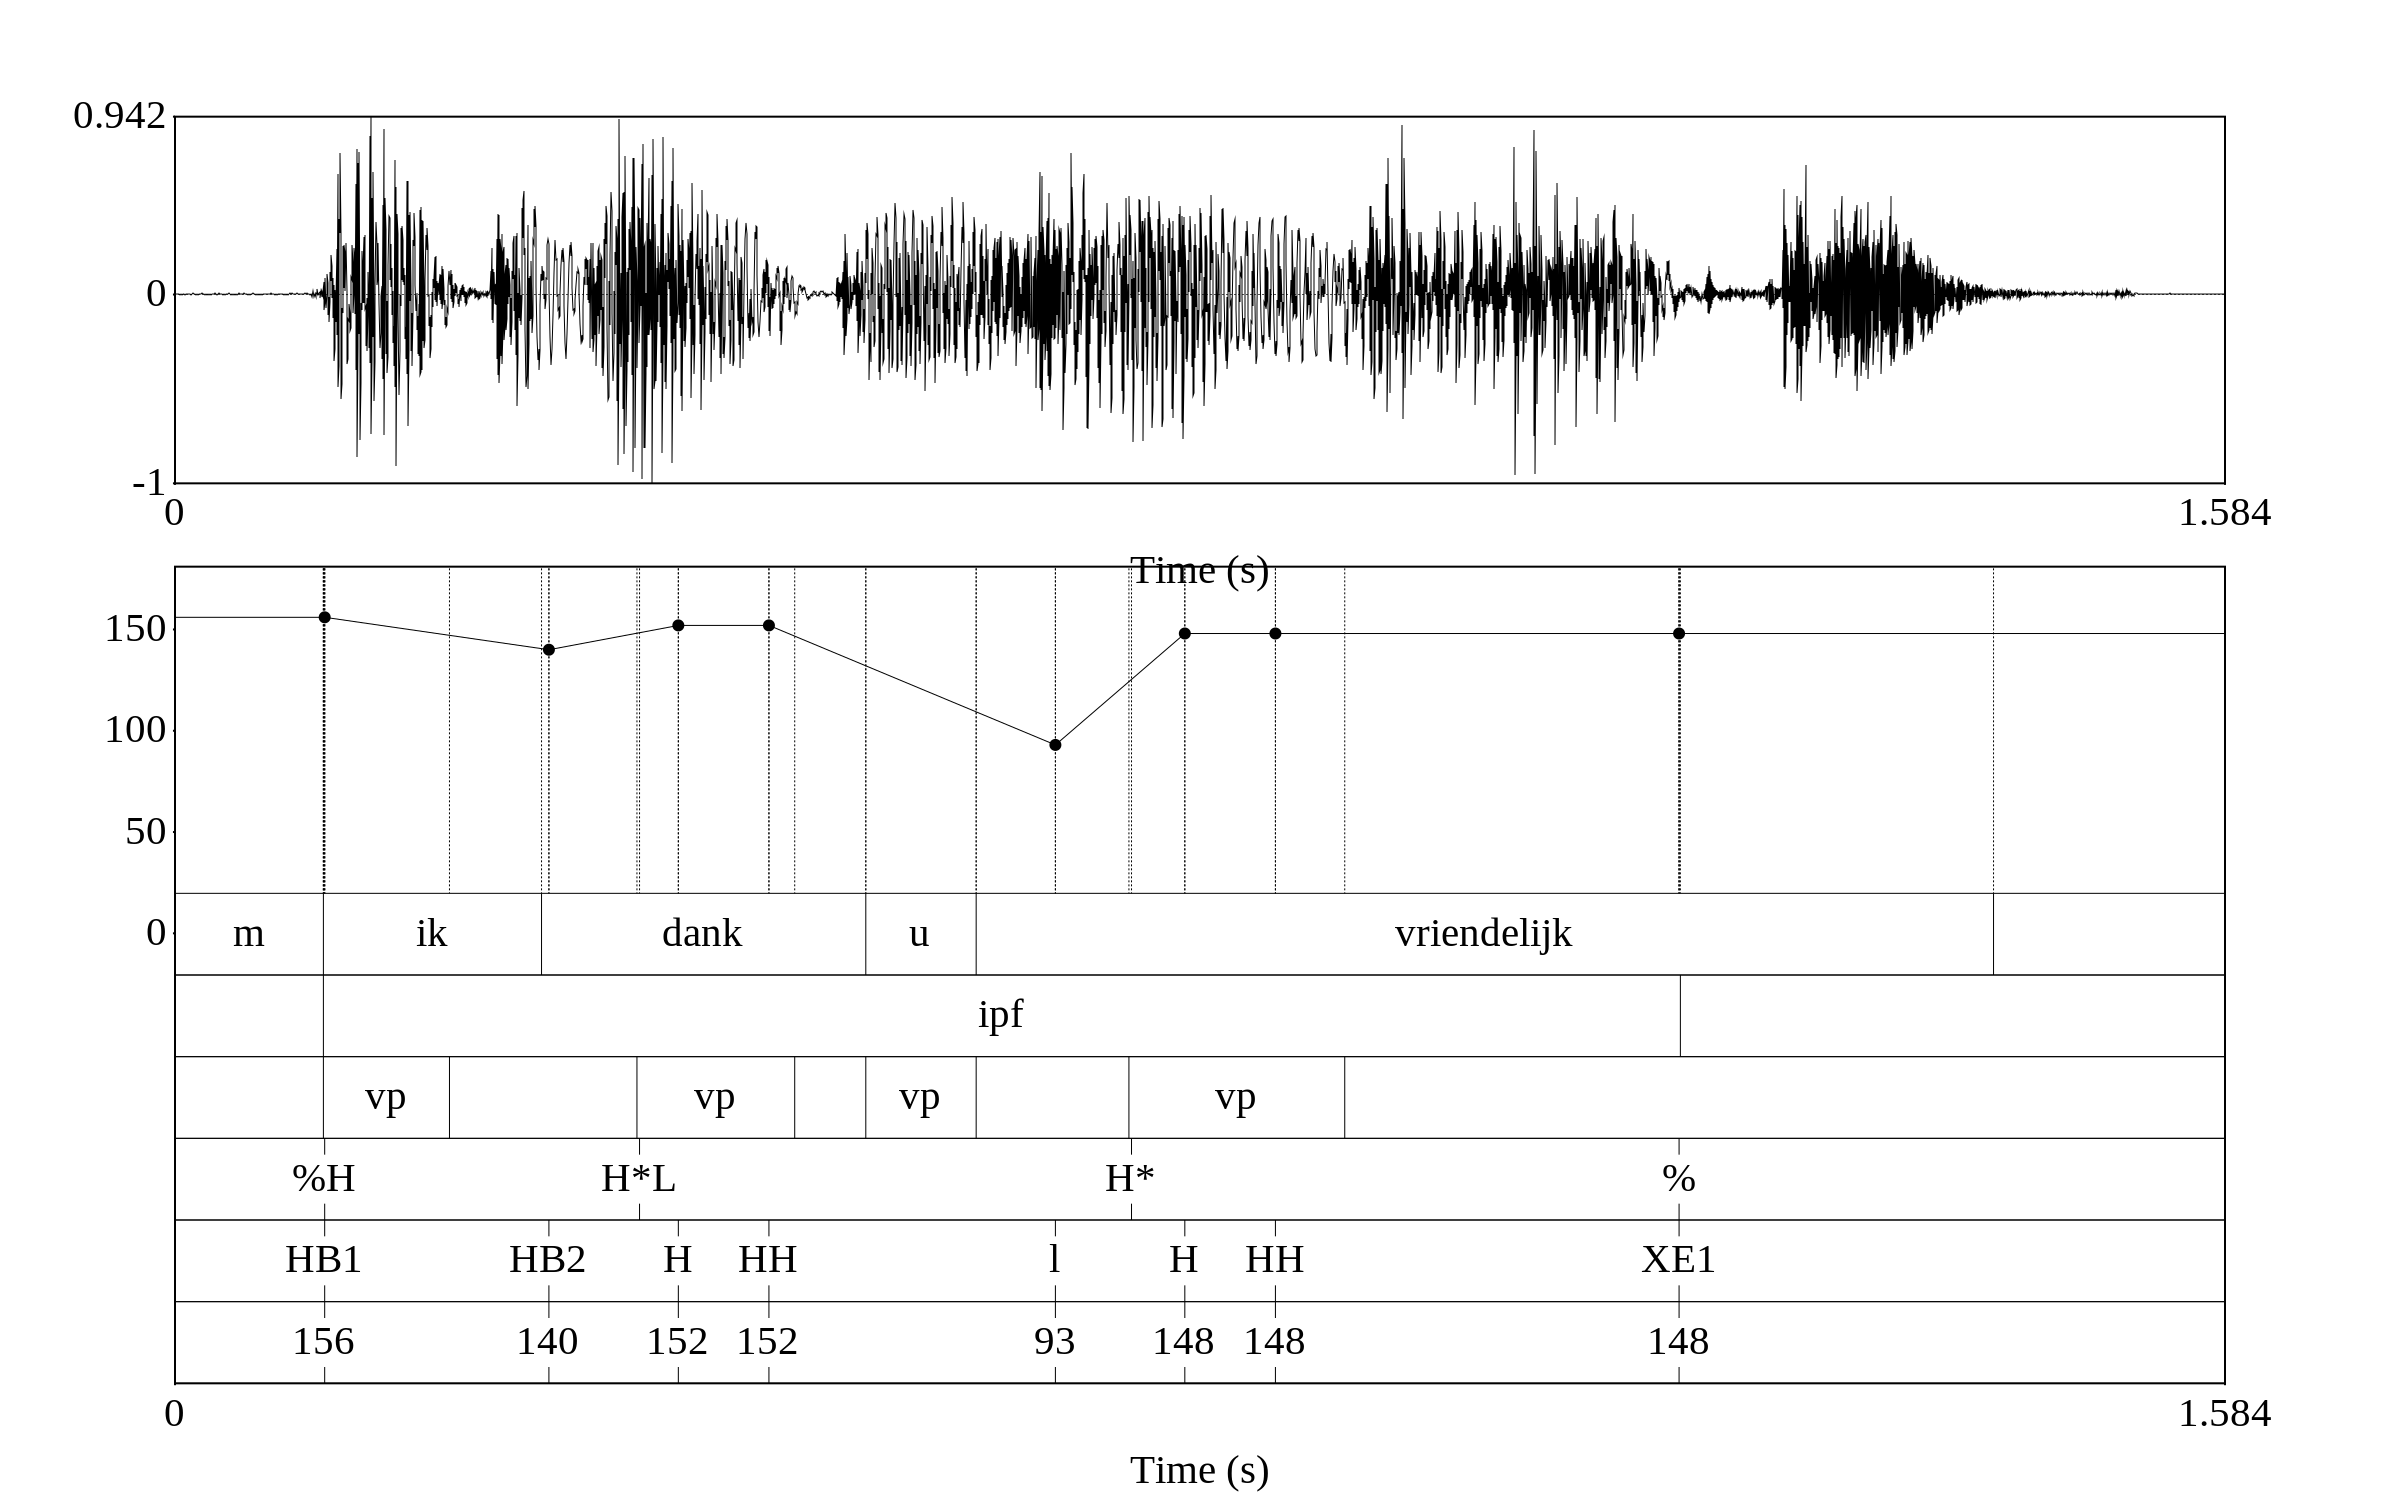 0.942
0
-1
0 1.584
Time (s)
150
100
50
0
m ik dank u vriendelijk
ipf
vp vp vp vp
%H H*L H* %
HB1 HB2 H HH l H HH XE1
156 140 152 152 93 148 148 148
0 1.584
Time (s)